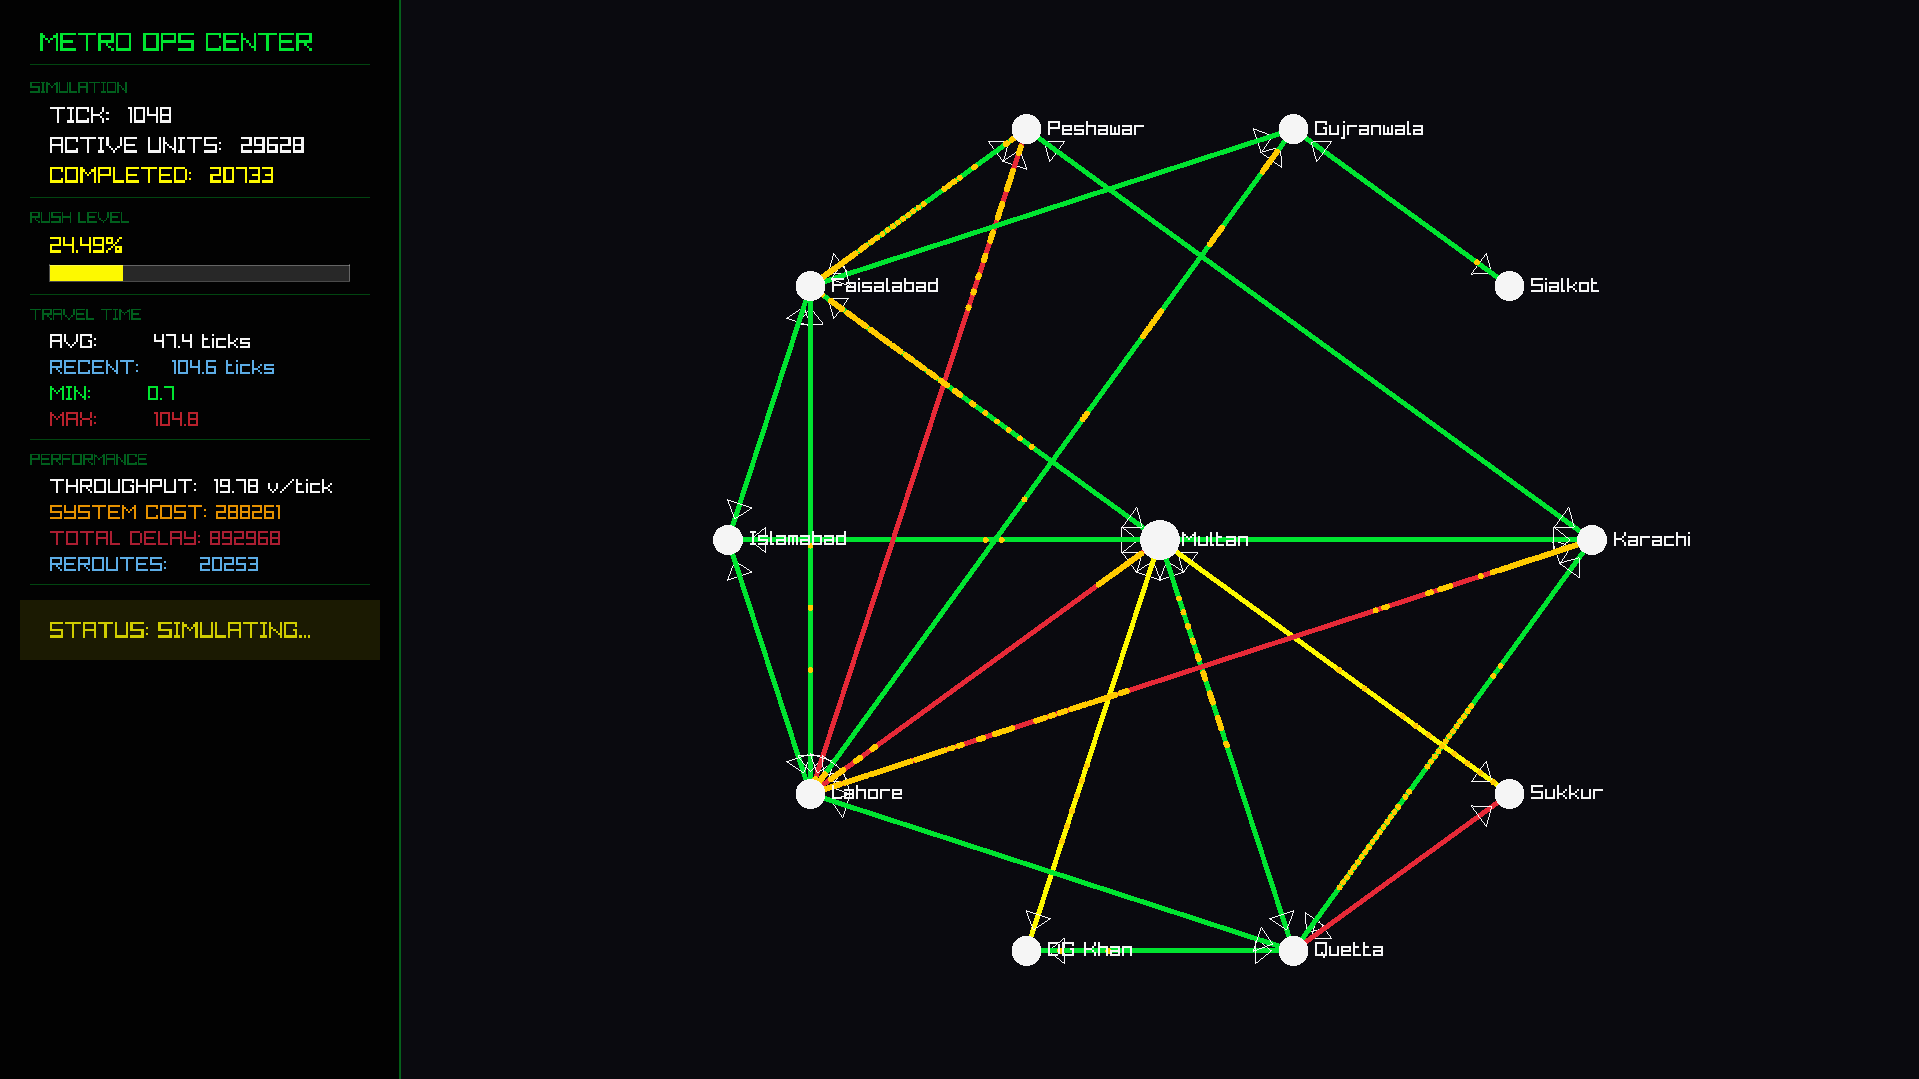 METRO OPS CENTER
SIMULATION
TICK: 1048
ACTIVE UNITS: 29628
COMPLETED: 20733
RUSH LEVEL
24.49%
TRAVEL TIME
AVG: 47.4 ticks
RECENT: 104.6 ticks
MIN: 0.7
MAX: 104.8
PERFORMANCE
THROUGHPUT: 19.78 v/tick
SYSTEM COST: 288261
TOTAL DELAY: 892968
REROUTES: 20253
STATUS: SIMULATING...
Peshawar
Gujranwala
Faisalabad
Sialkot
Islamabad
Multan
Karachi
Lahore
Sukkur
DG Khan
Quetta